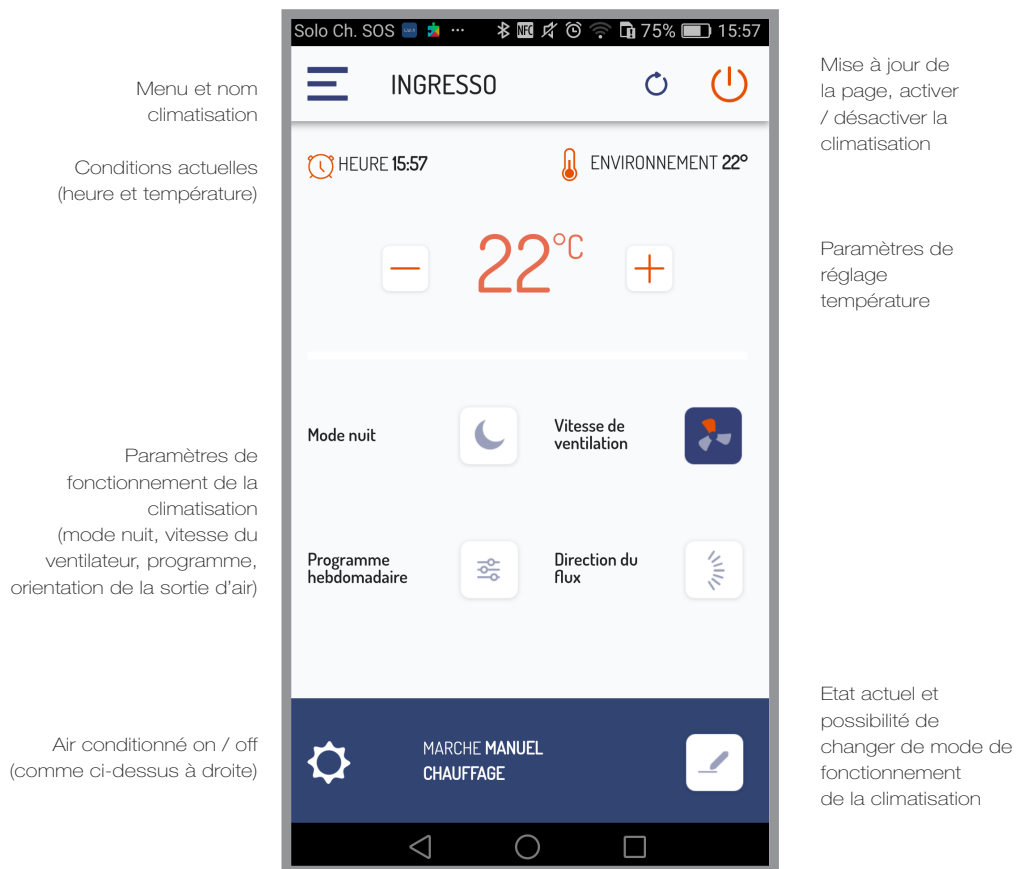 Solo Ch. SOS ... NFC 75% 15:57
Menu et nom
climatisation
INGRESSO
Mise à jour de
la page, activer
/ désactiver la
climatisation
Conditions actuelles
(heure et température)
HEURE 15:57
ENVIRONNEMENT 22°
22°C
Paramètres de
réglage
température
Mode nuit
Vitesse de
ventilation
Paramètres de
fonctionnement de la
climatisation
(mode nuit, vitesse du
ventilateur, programme,
orientation de la sortie d'air)
Programme
hebdomadaire
Direction du
flux
Air conditionné on / off
(comme ci-dessus à droite)
MARCHE MANUEL
CHAUFFAGE
Etat actuel et
possibilité de
changer de mode de
fonctionnement
de la climatisation